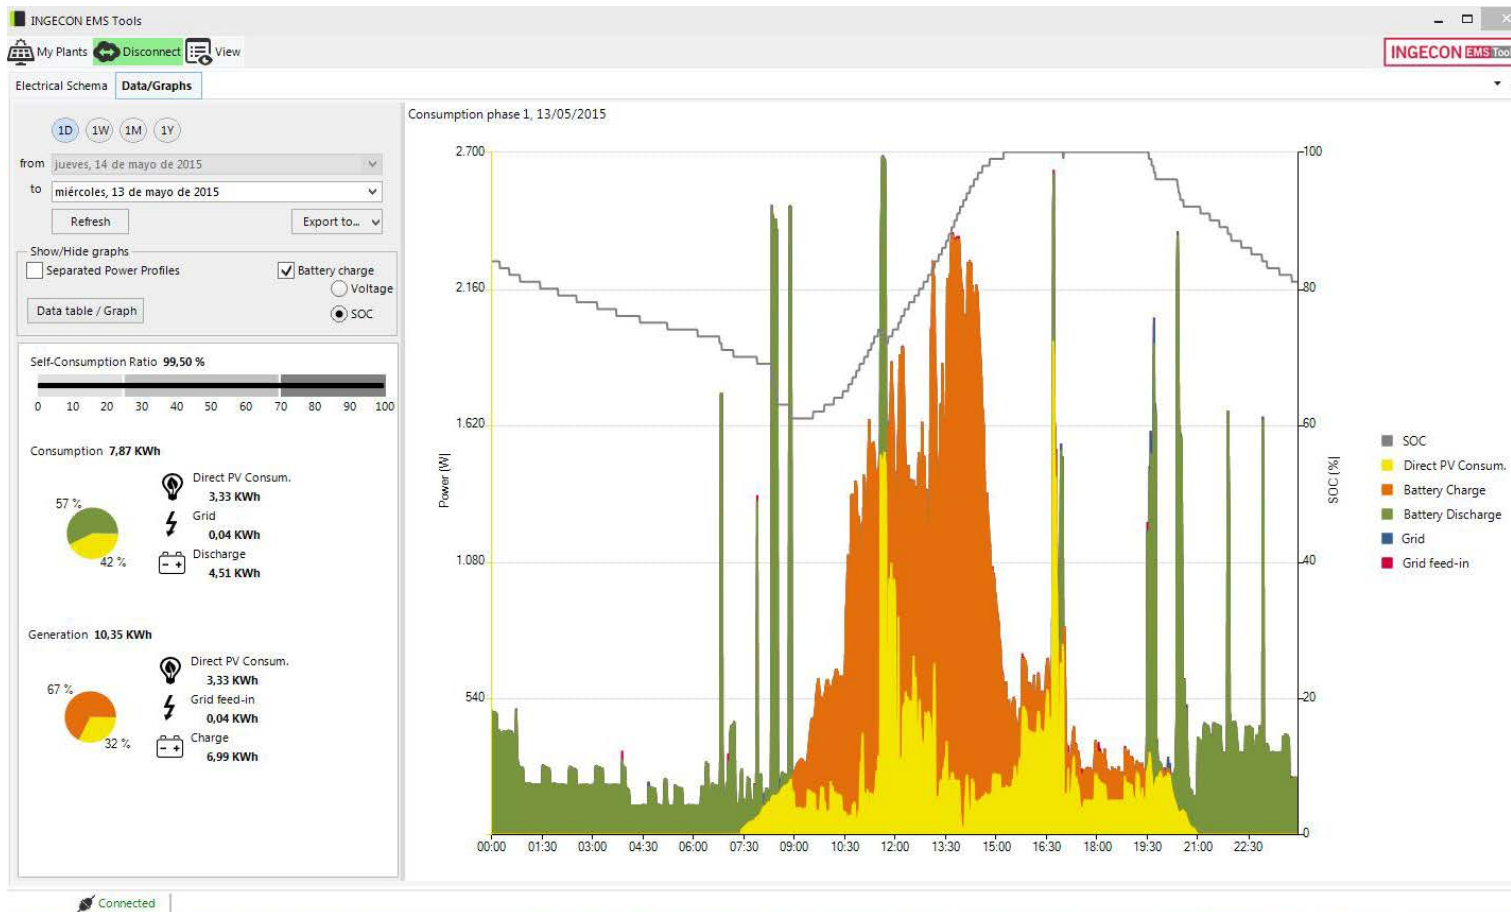 INGECON EMS Tools
My Plants
Disconnect
View
INGECON EMS Tool
Electrical Schema
Data/Graphs
1D
1W
1M
1Y
from
jueves, 14 de mayo de 2015
to
miércoles, 13 de mayo de 2015
Refresh
Export to...
Show/Hide graphs
Separated Power Profiles
Battery charge
Voltage
Data table / Graph
SOC
Self-Consumption Ratio 99,50 %
0 10 20 30 40 50 60 70 80 90 100
Consumption 7,87 KWh
57 %
42 %
Direct PV Consum.
3,33 KWh
Grid
0,04 KWh
Discharge
4,51 KWh
Generation 10,35 KWh
67 %
32 %
Direct PV Consum.
3,33 KWh
Grid feed-in
0,04 KWh
Charge
6,99 KWh
Connected
Consumption phase 1, 13/05/2015
Power [W]
2.700
2.160
1.620
1.080
540
0
00:00 01:30 03:00 04:30 06:00 07:30 09:00 10:30 12:00 13:30 15:00 16:30 18:00 19:30 21:00 22:30
100
80
60
40
20
0
SOC [%]
SOC
Direct PV Consum.
Battery Charge
Battery Discharge
Grid
Grid feed-in